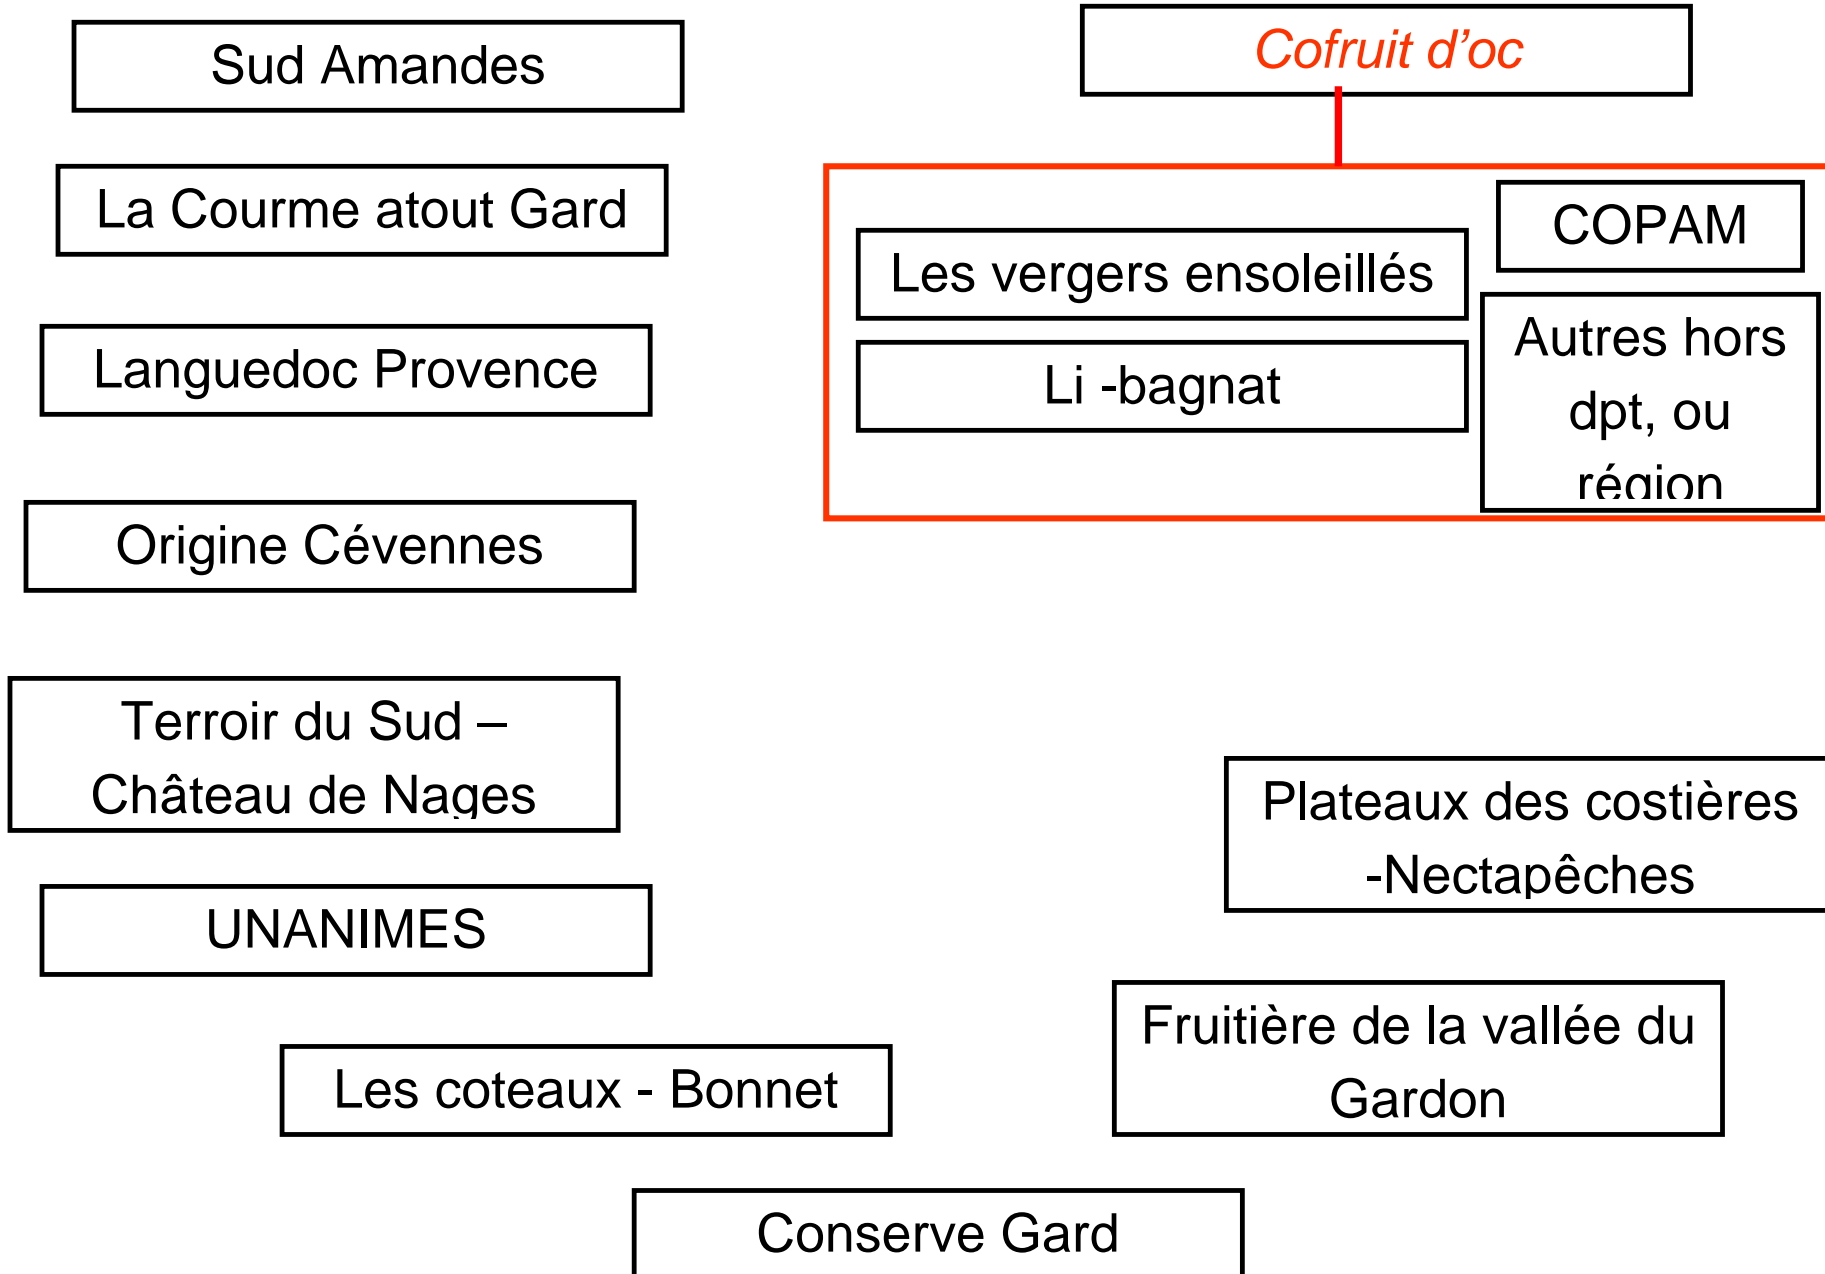 Sud Amandes
Cofruit d'oc
La Courme atout Gard
COPAM
Les vergers ensoleillés
Autres hors
dpt, ou
région
Languedoc Provence
Li -bagnat
Origine Cévennes
Terroir du Sud –
Château de Nages
Plateaux des costières
-Nectapêches
UNANIMES
Fruitière de la vallée du
Gardon
Les coteaux - Bonnet
Conserve Gard